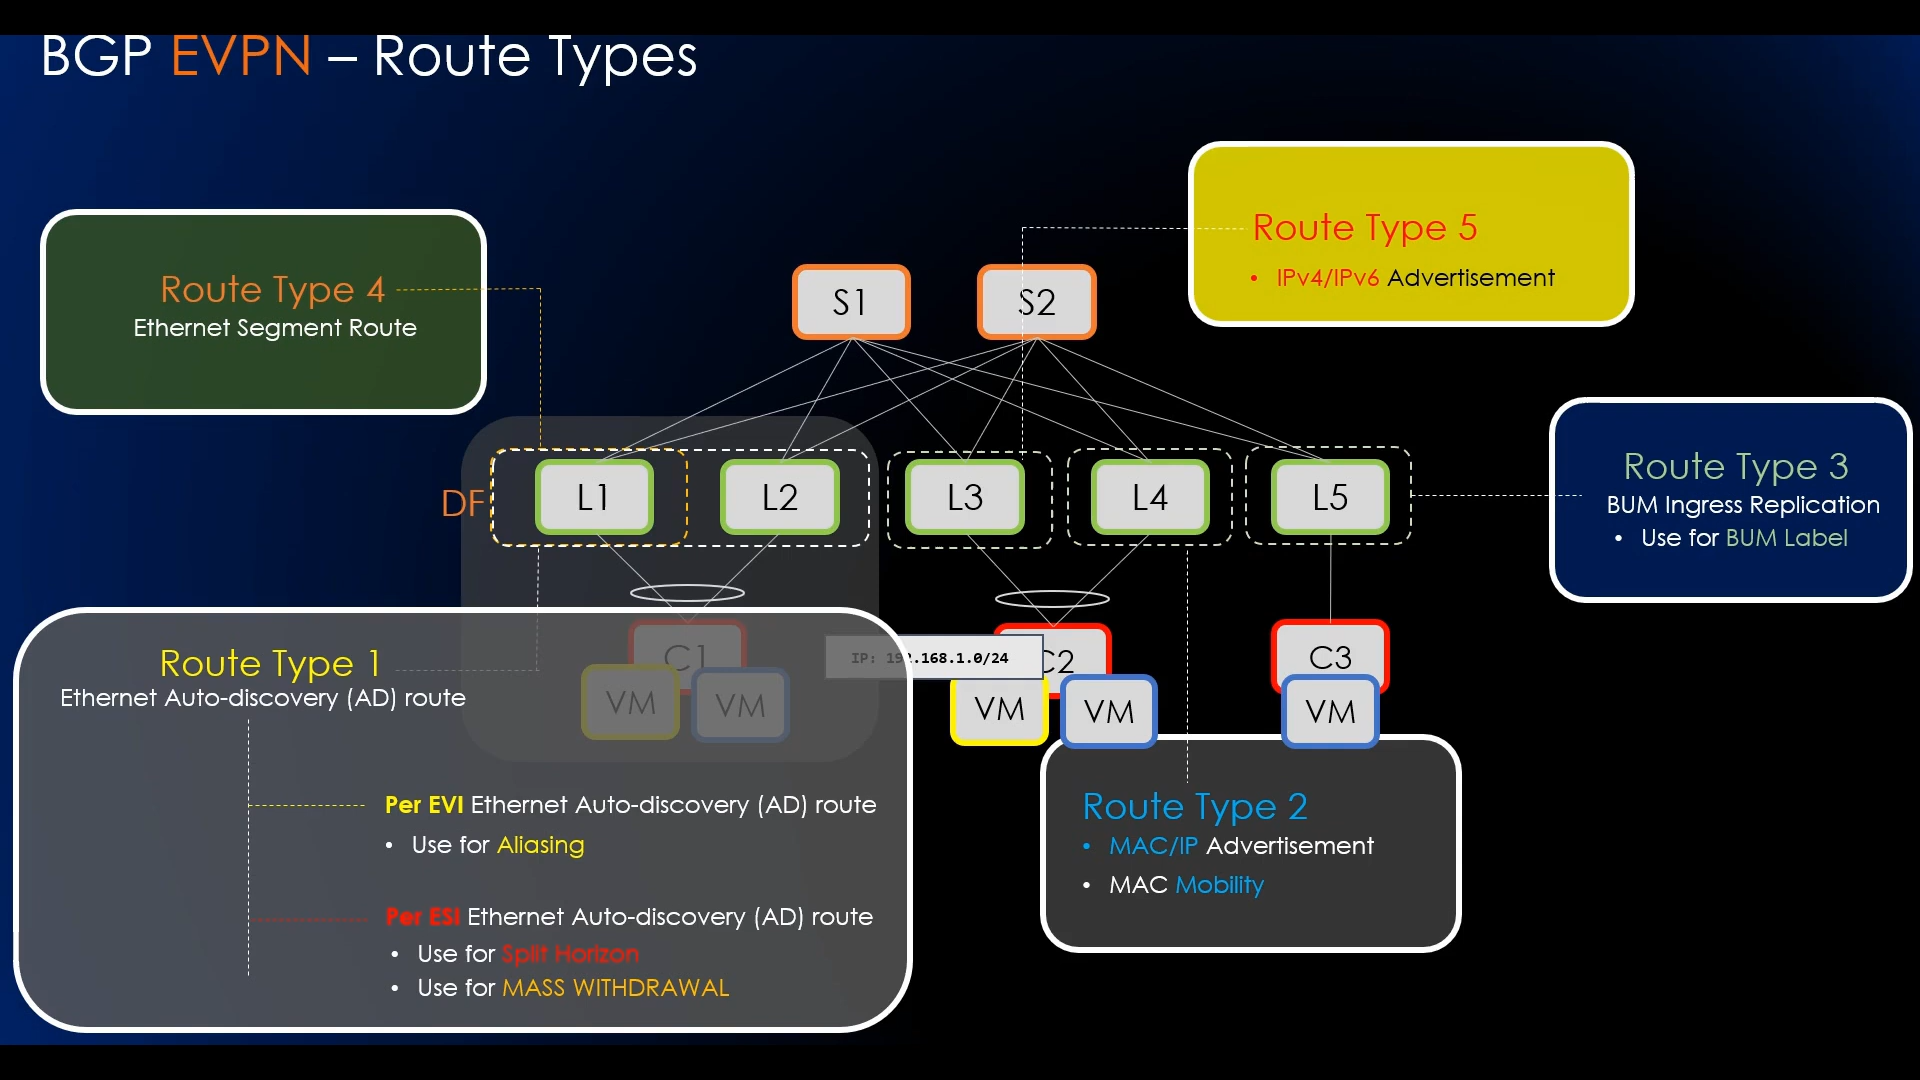 BGP EVPN – Route Types
Route Type 5
• IPv4/IPv6 Advertisement
Route Type 4
Ethernet Segment Route
S1
S2
Route Type 3
BUM Ingress Replication
• Use for BUM Label
DF
L1
L2
L3
L4
L5
Route Type 1
Ethernet Auto-discovery (AD) route
C1
IP: 192.168.1.0/24
C2
C3
VM
VM
VM
VM
VM
Per EVI Ethernet Auto-discovery (AD) route
• Use for Aliasing
Per ESI Ethernet Auto-discovery (AD) route
• Use for Split Horizon
• Use for MASS WITHDRAWAL
Route Type 2
• MAC/IP Advertisement
• MAC Mobility